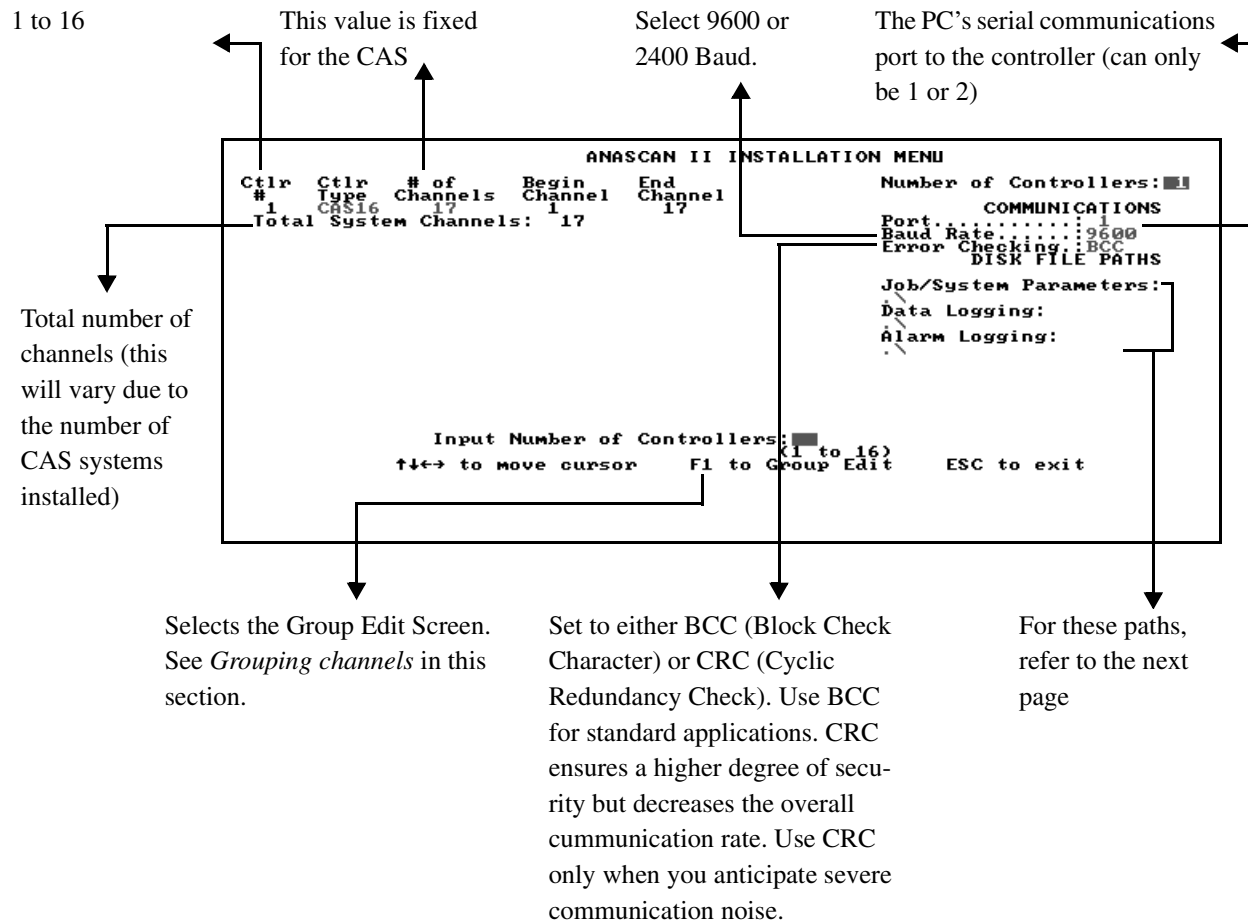 1 to 16
This value is fixed
for the CAS
Select 9600 or
2400 Baud.
The PC's serial communications
port to the controller (can only
be 1 or 2)
ANASCAN II INSTALLATION MENU
Ctlr Ctlr # of Begin End
# Type Channels Channel Channel
1 CAS16 17 1 17
Total System Channels: 17
Number of Controllers: 1
COMMUNICATIONS
Port...........: 1
Baud Rate......:9600
Error Checking.:BCC
DISK FILE PATHS
Job/System Parameters:
.\
Data Logging:
.\
Alarm Logging:
.\
Input Number of Controllers:
(1 to 16)
↑↓←→ to move cursor F1 to Group Edit ESC to exit
Total number of
channels (this
will vary due to
the number of
CAS systems
installed)
Selects the Group Edit Screen.
See Grouping channels in this
section.
Set to either BCC (Block Check
Character) or CRC (Cyclic
Redundancy Check). Use BCC
for standard applications. CRC
ensures a higher degree of secu-
rity but decreases the overall
cummunication rate. Use CRC
only when you anticipate severe
communication noise.
For these paths,
refer to the next
page